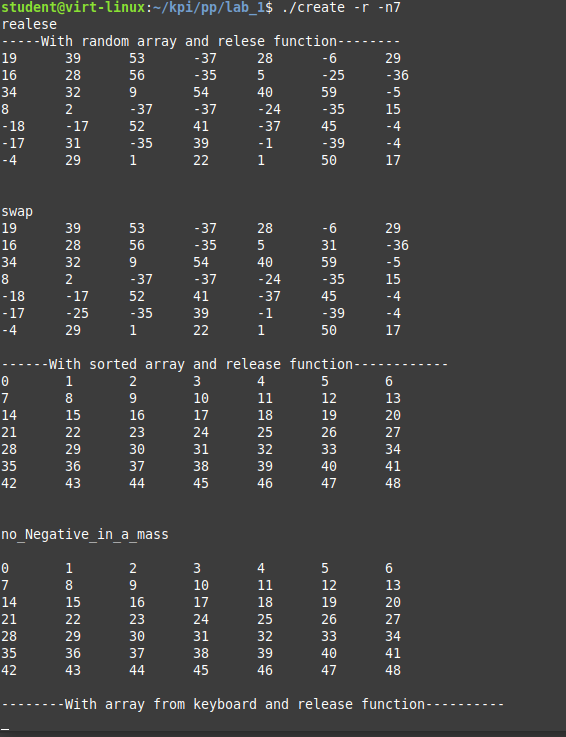 student@virt-linux:~/kpi/pp/lab_1$ ./create -r -n7
realese
-----With random array and relese function--------
19 39 53 -37 28 -6 29
16 28 56 -35 5 -25 -36
34 32 9 54 40 59 -5
8 2 -37 -37 -24 -35 15
-18 -17 52 41 -37 45 -4
-17 31 -35 39 -1 -39 -4
-4 29 1 22 1 50 17
swap
19 39 53 -37 28 -6 29
16 28 56 -35 5 31 -36
34 32 9 54 40 59 -5
8 2 -37 -37 -24 -35 15
-18 -17 52 41 -37 45 -4
-17 -25 -35 39 -1 -39 -4
-4 29 1 22 1 50 17
------With sorted array and release function------------
0 1 2 3 4 5 6
7 8 9 10 11 12 13
14 15 16 17 18 19 20
21 22 23 24 25 26 27
28 29 30 31 32 33 34
35 36 37 38 39 40 41
42 43 44 45 46 47 48
no_Negative_in_a_mass
0 1 2 3 4 5 6
7 8 9 10 11 12 13
14 15 16 17 18 19 20
21 22 23 24 25 26 27
28 29 30 31 32 33 34
35 36 37 38 39 40 41
42 43 44 45 46 47 48
--------With array from keyboard and release function----------